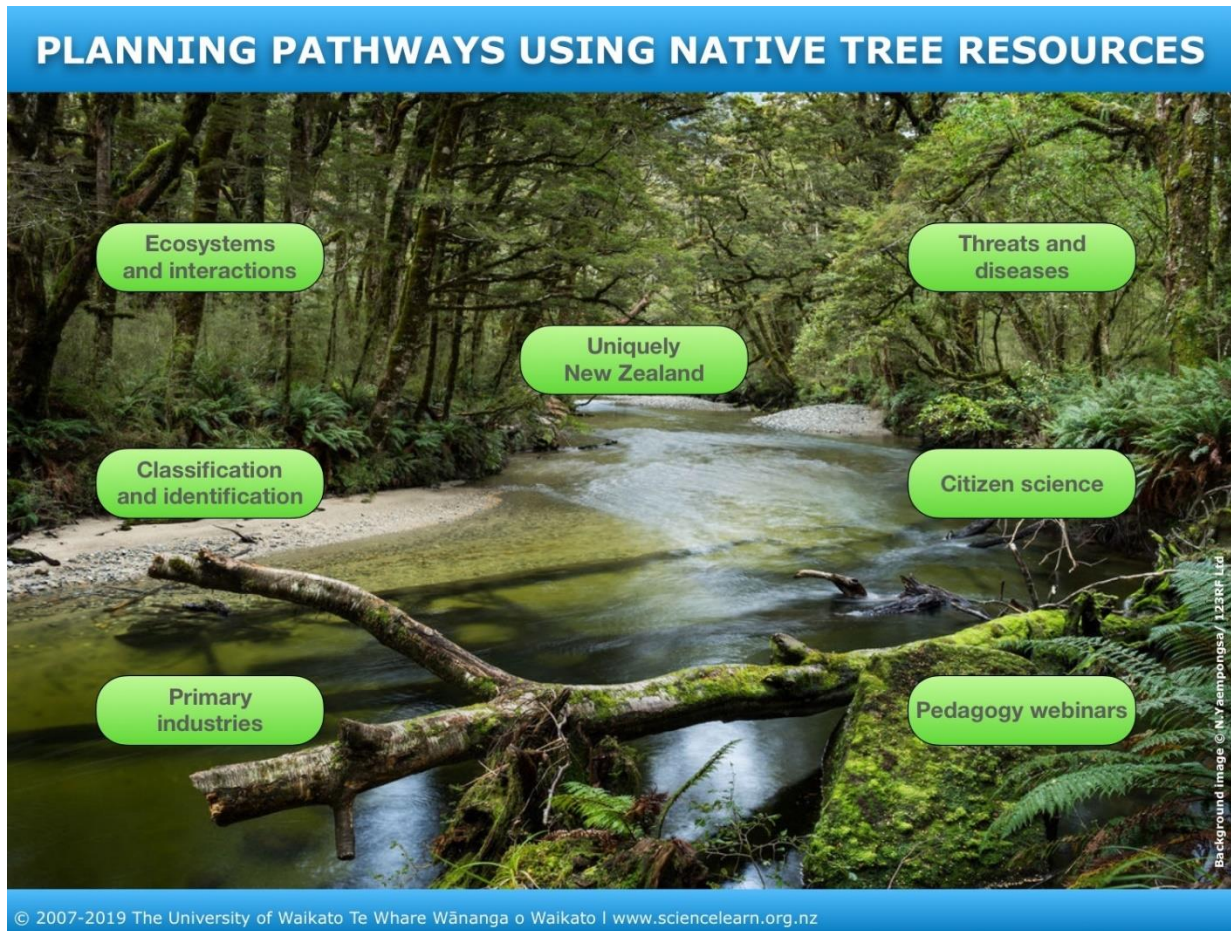 PLANNING PATHWAYS USING NATIVE TREE RESOURCES
Ecosystems
and interactions
Threats and
diseases
Uniquely
New Zealand
Classification
and identification
Citizen science
Primary
industries
Pedagogy webinars
Background image © N Yaempongsa/ 123RF Ltd
© 2007-2019 The University of Waikato Te Whare Wānanga o Waikato l www.sciencelearn.org.nz